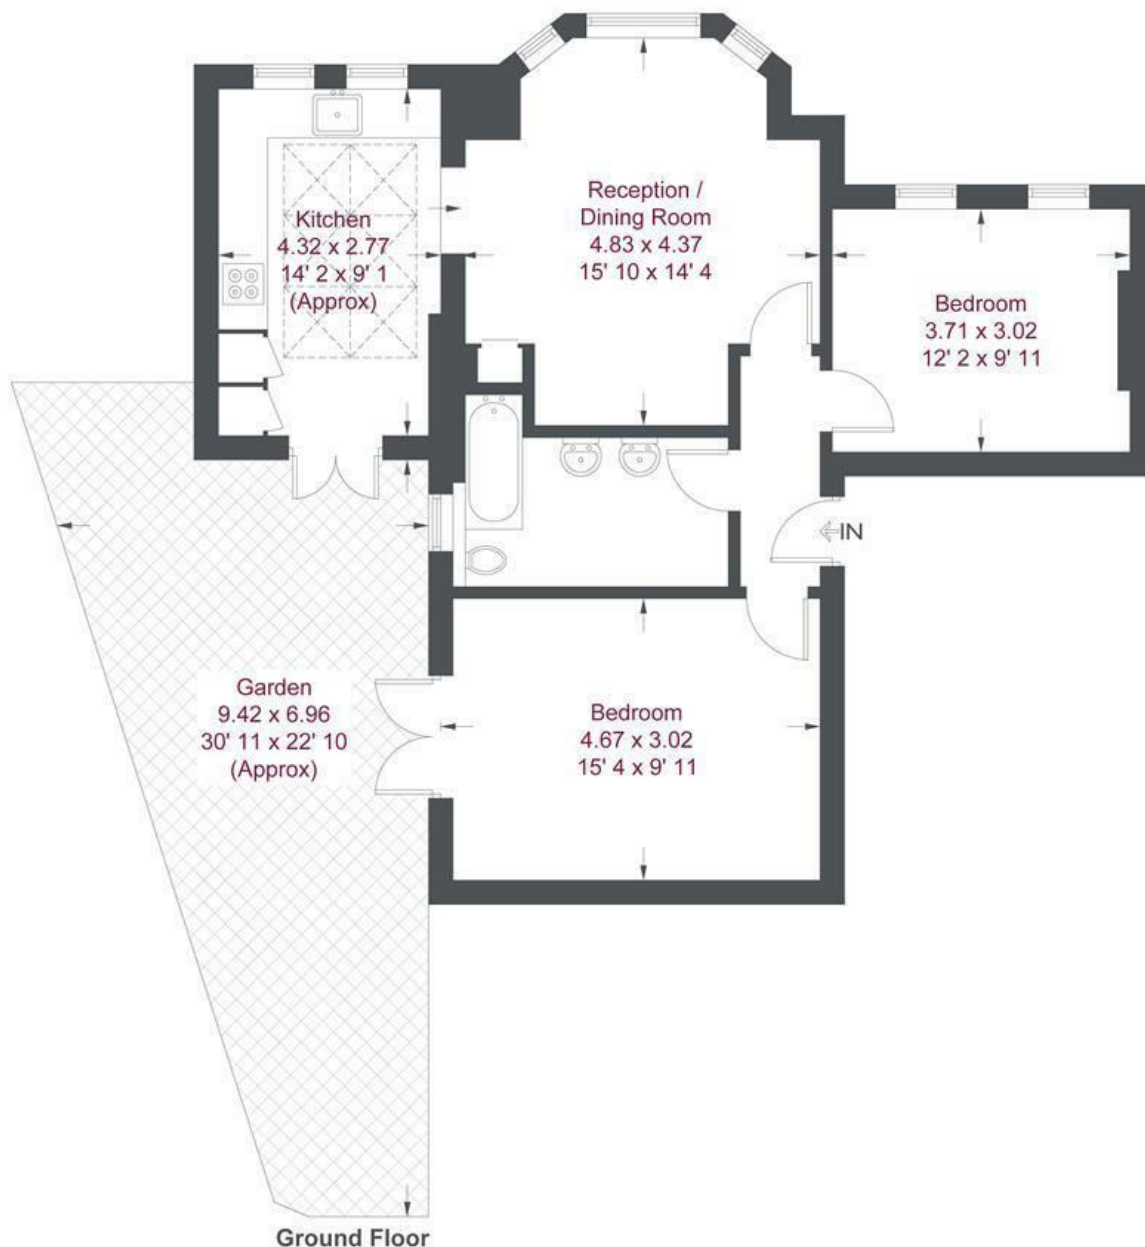 Kitchen
4.32 x 2.77
14' 2 x 9' 1
(Approx)
Reception /
Dining Room
4.83 x 4.37
15' 10 x 14' 4
Bedroom
3.71 x 3.02
12' 2 x 9' 11
IN
Garden
9.42 x 6.96
30' 11 x 22' 10
(Approx)
Bedroom
4.67 x 3.02
15' 4 x 9' 11
Ground Floor